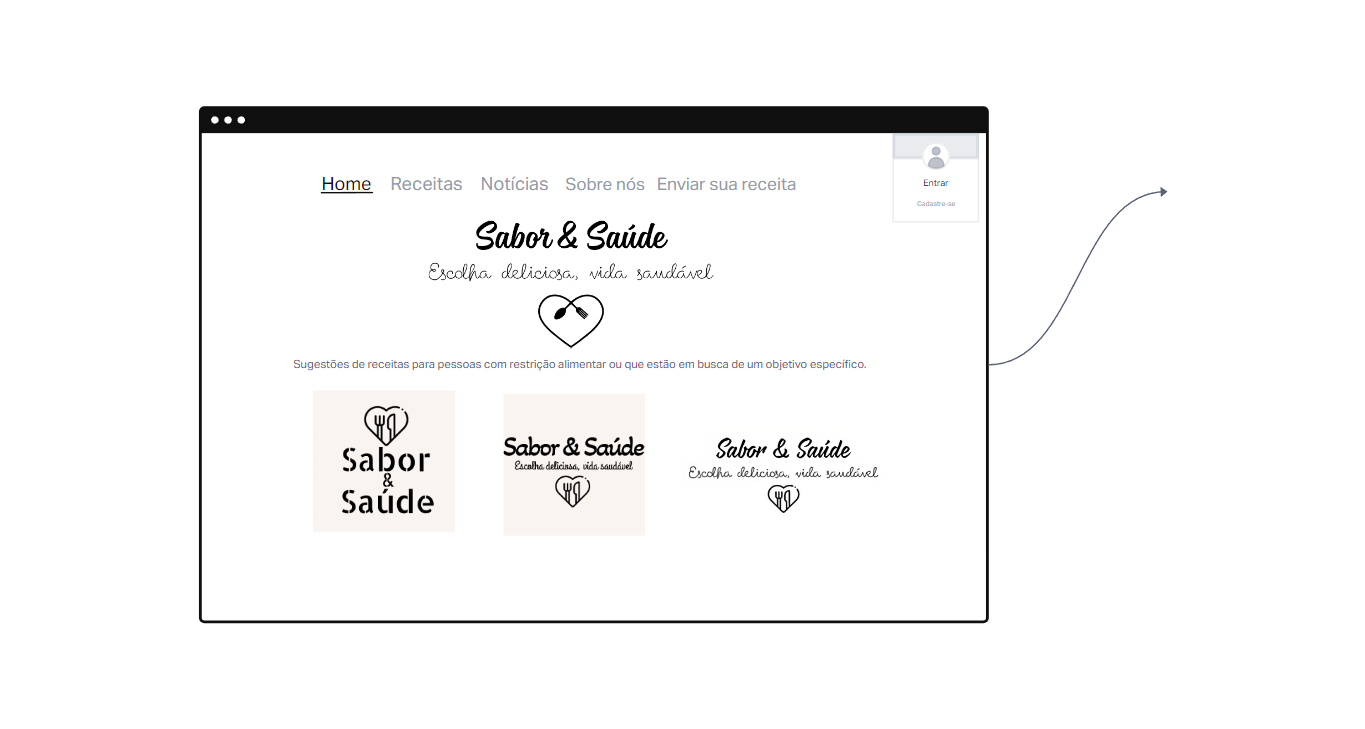 Home Receitas Notícias Sobre nós Enviar sua receita
Entrar
Cadastre-se
Sabor & Saúde
Escolha deliciosa, vida saudável
Sugestões de receitas para pessoas com restrição alimentar ou que estão em busca de um objetivo específico.
Sabor
&
Saúde
Sabor & Saúde
Escolha deliciosa, vida saudável
Sabor & Saúde
Escolha deliciosa, vida saudável